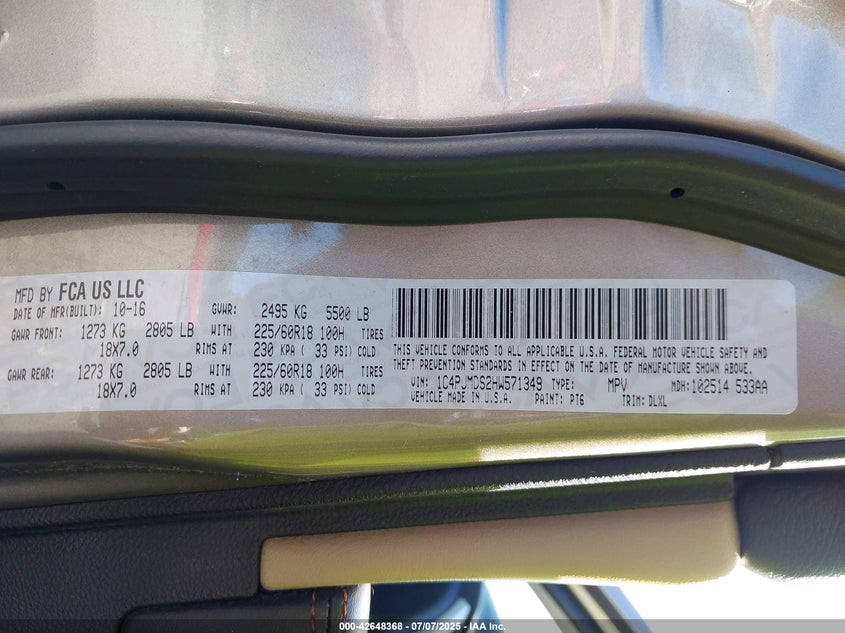 MFD BY FCA US LLC
DATE OF MFR(BUILT): 10-16 GVWR: 2495 KG 5500 LB
GAWR FRONT: 1273 KG 2805 LB WITH 225/60R18 100H TIRES
18X7.0 RIMS AT 230 KPA ( 33 PSI) COLD
GAWR REAR: 1273 KG 2805 LB WITH 225/60R18 100H TIRES
18X7.0 RIMS AT 230 KPA ( 33 PSI) COLD
THIS VEHICLE CONFORMS TO ALL APPLICABLE U.S.A. FEDERAL MOTOR VEHICLE SAFETY AND
THEFT PREVENTION STANDARDS IN EFFECT ON THE DATE OF MANUFACTURE SHOWN ABOVE.
VIN: 1C4PJMDS2HW571349 TYPE: MPV MDH: 102514 533AA
VEHICLE MADE IN U.S.A. PAINT: PT6 TRIM: DLXL
000-42648368 - 07/07/2025 - IAA Inc.